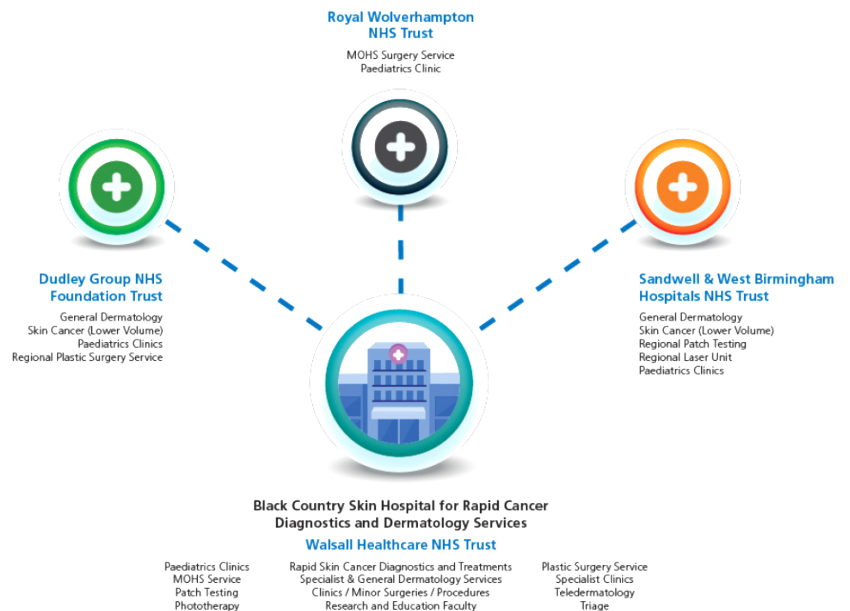 Royal Wolverhampton
NHS Trust
MOHS Surgery Service
Paediatrics Clinic
Dudley Group NHS
Foundation Trust
General Dermatology
Skin Cancer (Lower Volume)
Paediatrics Clinics
Regional Plastic Surgery Service
Sandwell & West Birmingham
Hospitals NHS Trust
General Dermatology
Skin Cancer (Lower Volume)
Regional Patch Testing
Regional Laser Unit
Paediatrics Clinics
Black Country Skin Hospital for Rapid Cancer
Diagnostics and Dermatology Services
Walsall Healthcare NHS Trust
Paediatrics Clinics
MOHS Service
Patch Testing
Phototherapy
Rapid Skin Cancer Diagnostics and Treatments
Specialist & General Dermatology Services
Clinics / Minor Surgeries / Procedures
Research and Education Faculty
Plastic Surgery Service
Specialist Clinics
Teledermatology
Triage